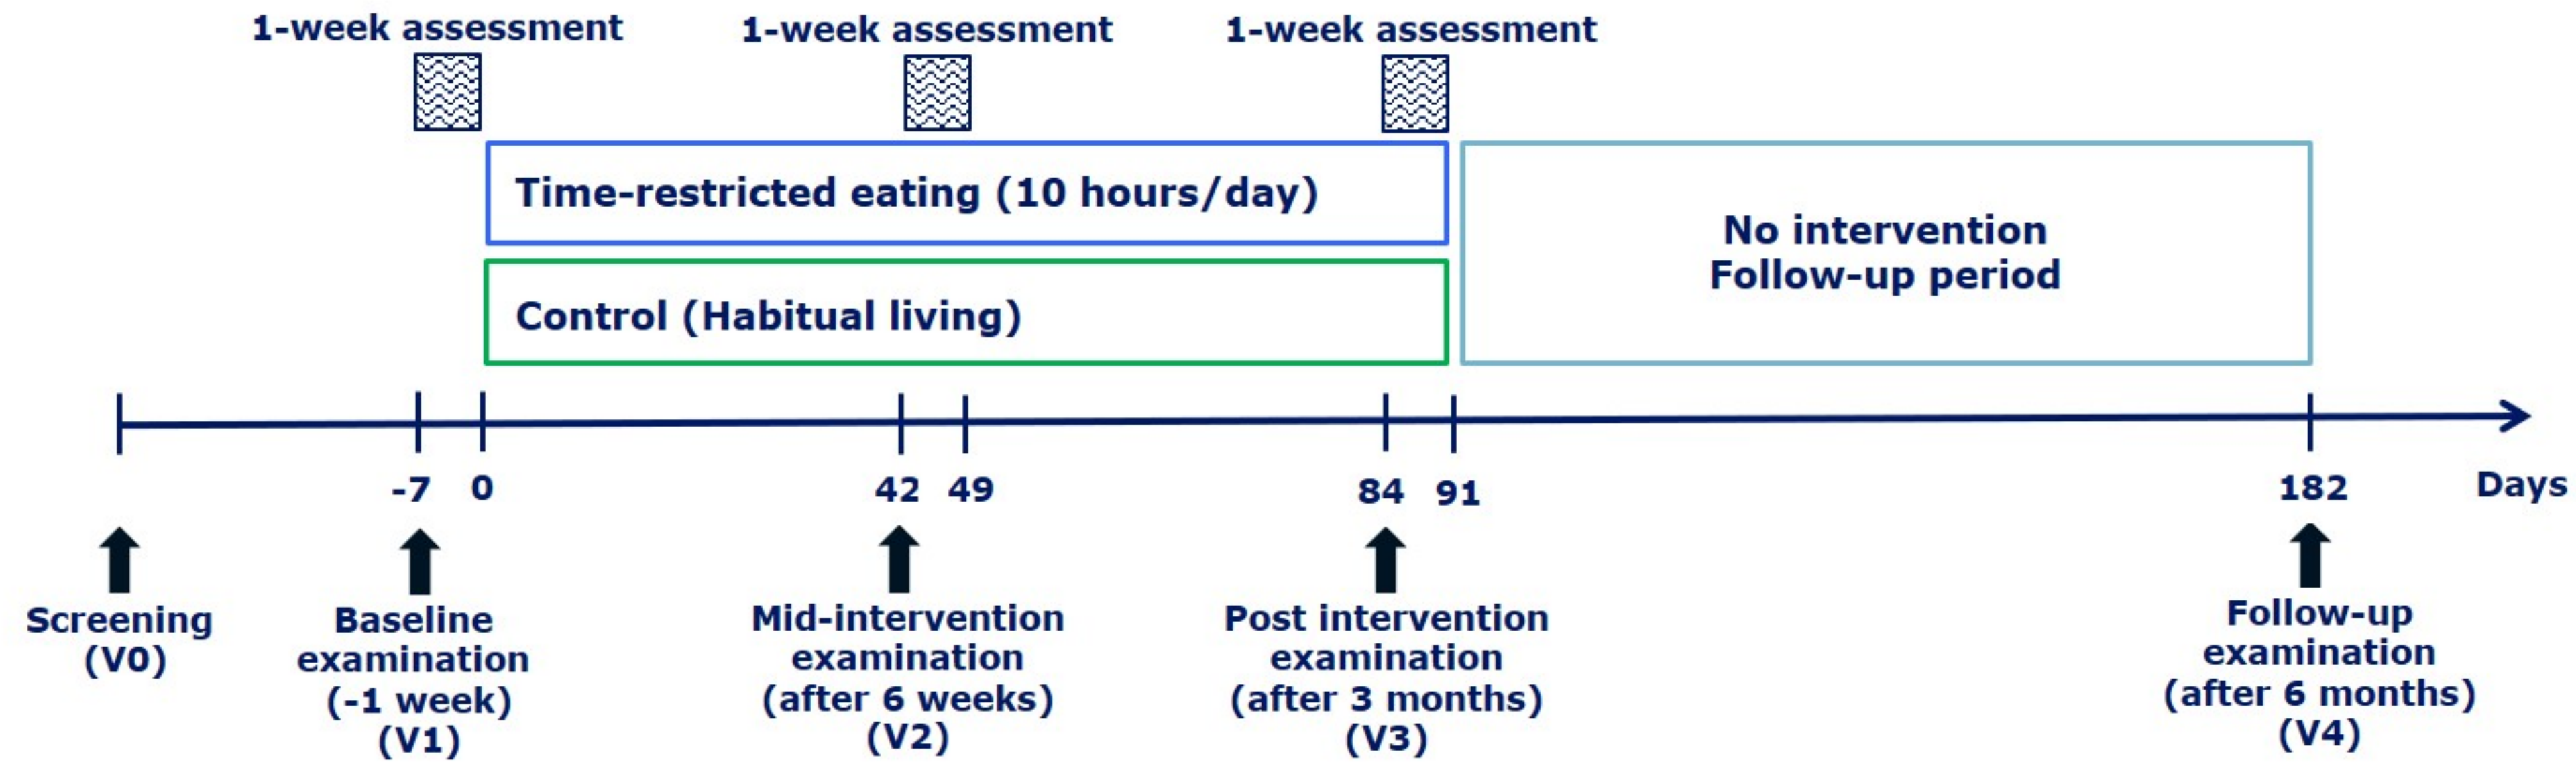 1-week assessment
1-week assessment
1-week assessment
Time-restricted eating (10 hours/day)
Control (Habitual living)
No intervention
Follow-up period
-7
0
42
49
84
91
182
Days
Screening
(V0)
Baseline
examination
(-1 week)
(V1)
Mid-intervention
examination
(after 6 weeks)
(V2)
Post intervention
examination
(after 3 months)
(V3)
Follow-up
examination
(after 6 months)
(V4)